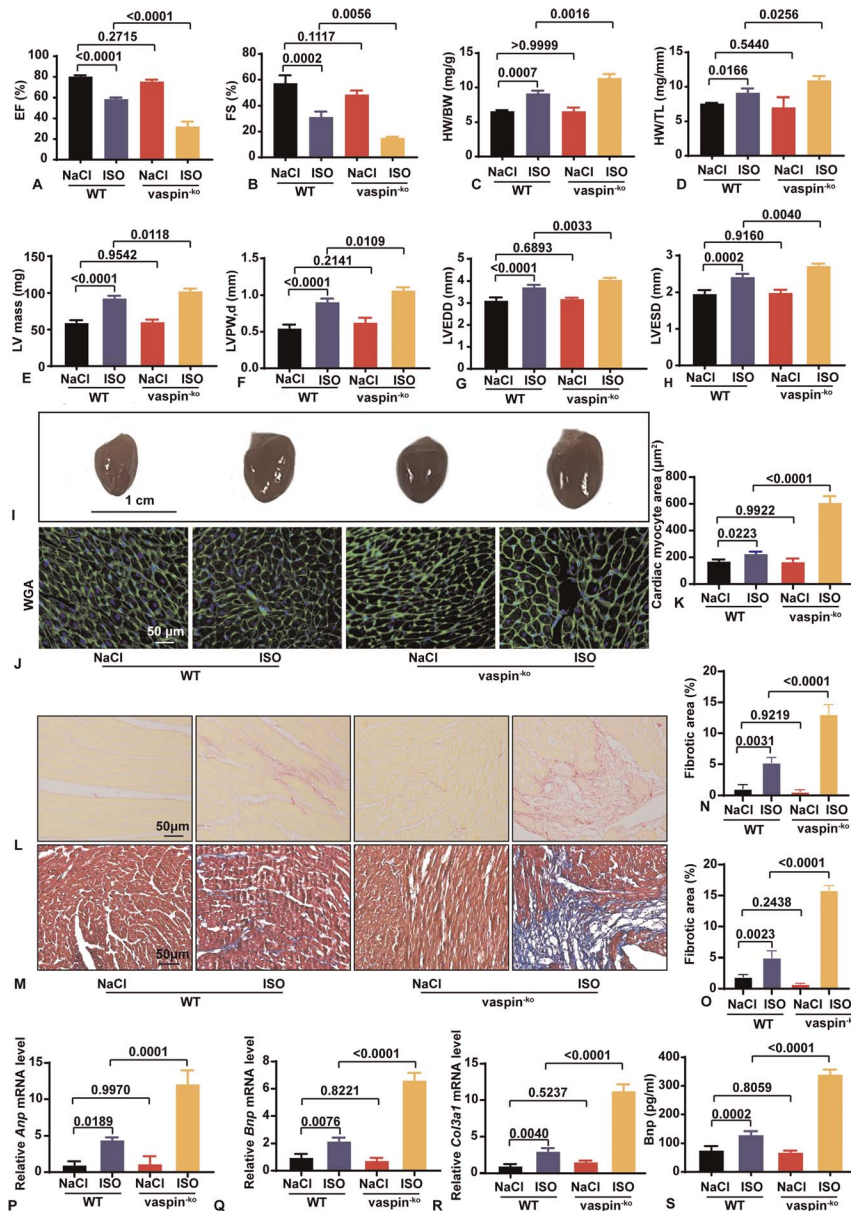 <0.0001
0.2715
<0.0001
EF (%)
100
80
60
40
20
0
NaCl ISO NaCl ISO
WT vaspin-ko
A
0.0056
0.1117
0.0002
FS (%)
80
60
40
20
0
NaCl ISO NaCl ISO
WT vaspin-ko
B
0.0016
>0.9999
0.0007
HW/BW (mg/g)
15
10
5
0
NaCl ISO NaCl ISO
WT vaspin-ko
C
0.0256
0.5440
0.0166
HW/TL (mg/mm)
15
10
5
0
NaCl ISO NaCl ISO
WT vaspin-ko
D
0.0118
0.9542
<0.0001
LV mass (mg)
150
100
50
0
NaCl ISO NaCl ISO
WT vaspin-ko
E
0.0109
0.2141
<0.0001
LVPW,d (mm)
1.5
1.0
0.5
0.0
NaCl ISO NaCl ISO
WT vaspin-ko
F
0.0033
0.6893
<0.0001
LVEDD (mm)
5
4
3
2
1
0
NaCl ISO NaCl ISO
WT vaspin-ko
G
0.0040
0.9160
0.0002
LVESD (mm)
3
2
1
0
NaCl ISO NaCl ISO
WT vaspin-ko
H
1 cm
I
WGA
50 μm
NaCl ISO NaCl ISO
WT vaspin-ko
J
<0.0001
0.9922
0.0223
Cardiac myocyte area (μm²)
800
600
400
200
0
NaCl ISO NaCl ISO
WT vaspin-ko
K
50μm
L
50μm
NaCl ISO NaCl ISO
WT vaspin-ko
M
<0.0001
0.9219
0.0031
Fibrotic area (%)
15
10
5
0
NaCl ISO NaCl ISO
WT vaspin-ko
N
<0.0001
0.2438
0.0023
Fibrotic area (%)
20
15
10
5
0
NaCl ISO NaCl ISO
WT vaspin-ko
O
0.0001
0.9970
0.0189
Relative Anp mRNA level
15
10
5
0
NaCl ISO NaCl ISO
WT vaspin-ko
P
<0.0001
0.8221
0.0076
Relative Bnp mRNA level
8
6
4
2
0
NaCl ISO NaCl ISO
WT vaspin-ko
Q
<0.0001
0.5237
0.0040
Relative Col3a1 mRNA level
15
10
5
0
NaCl ISO NaCl ISO
WT vaspin-ko
R
<0.0001
0.8059
0.0002
Bnp (pg/ml)
400
300
200
100
0
NaCl ISO NaCl ISO
WT vaspin-ko
S